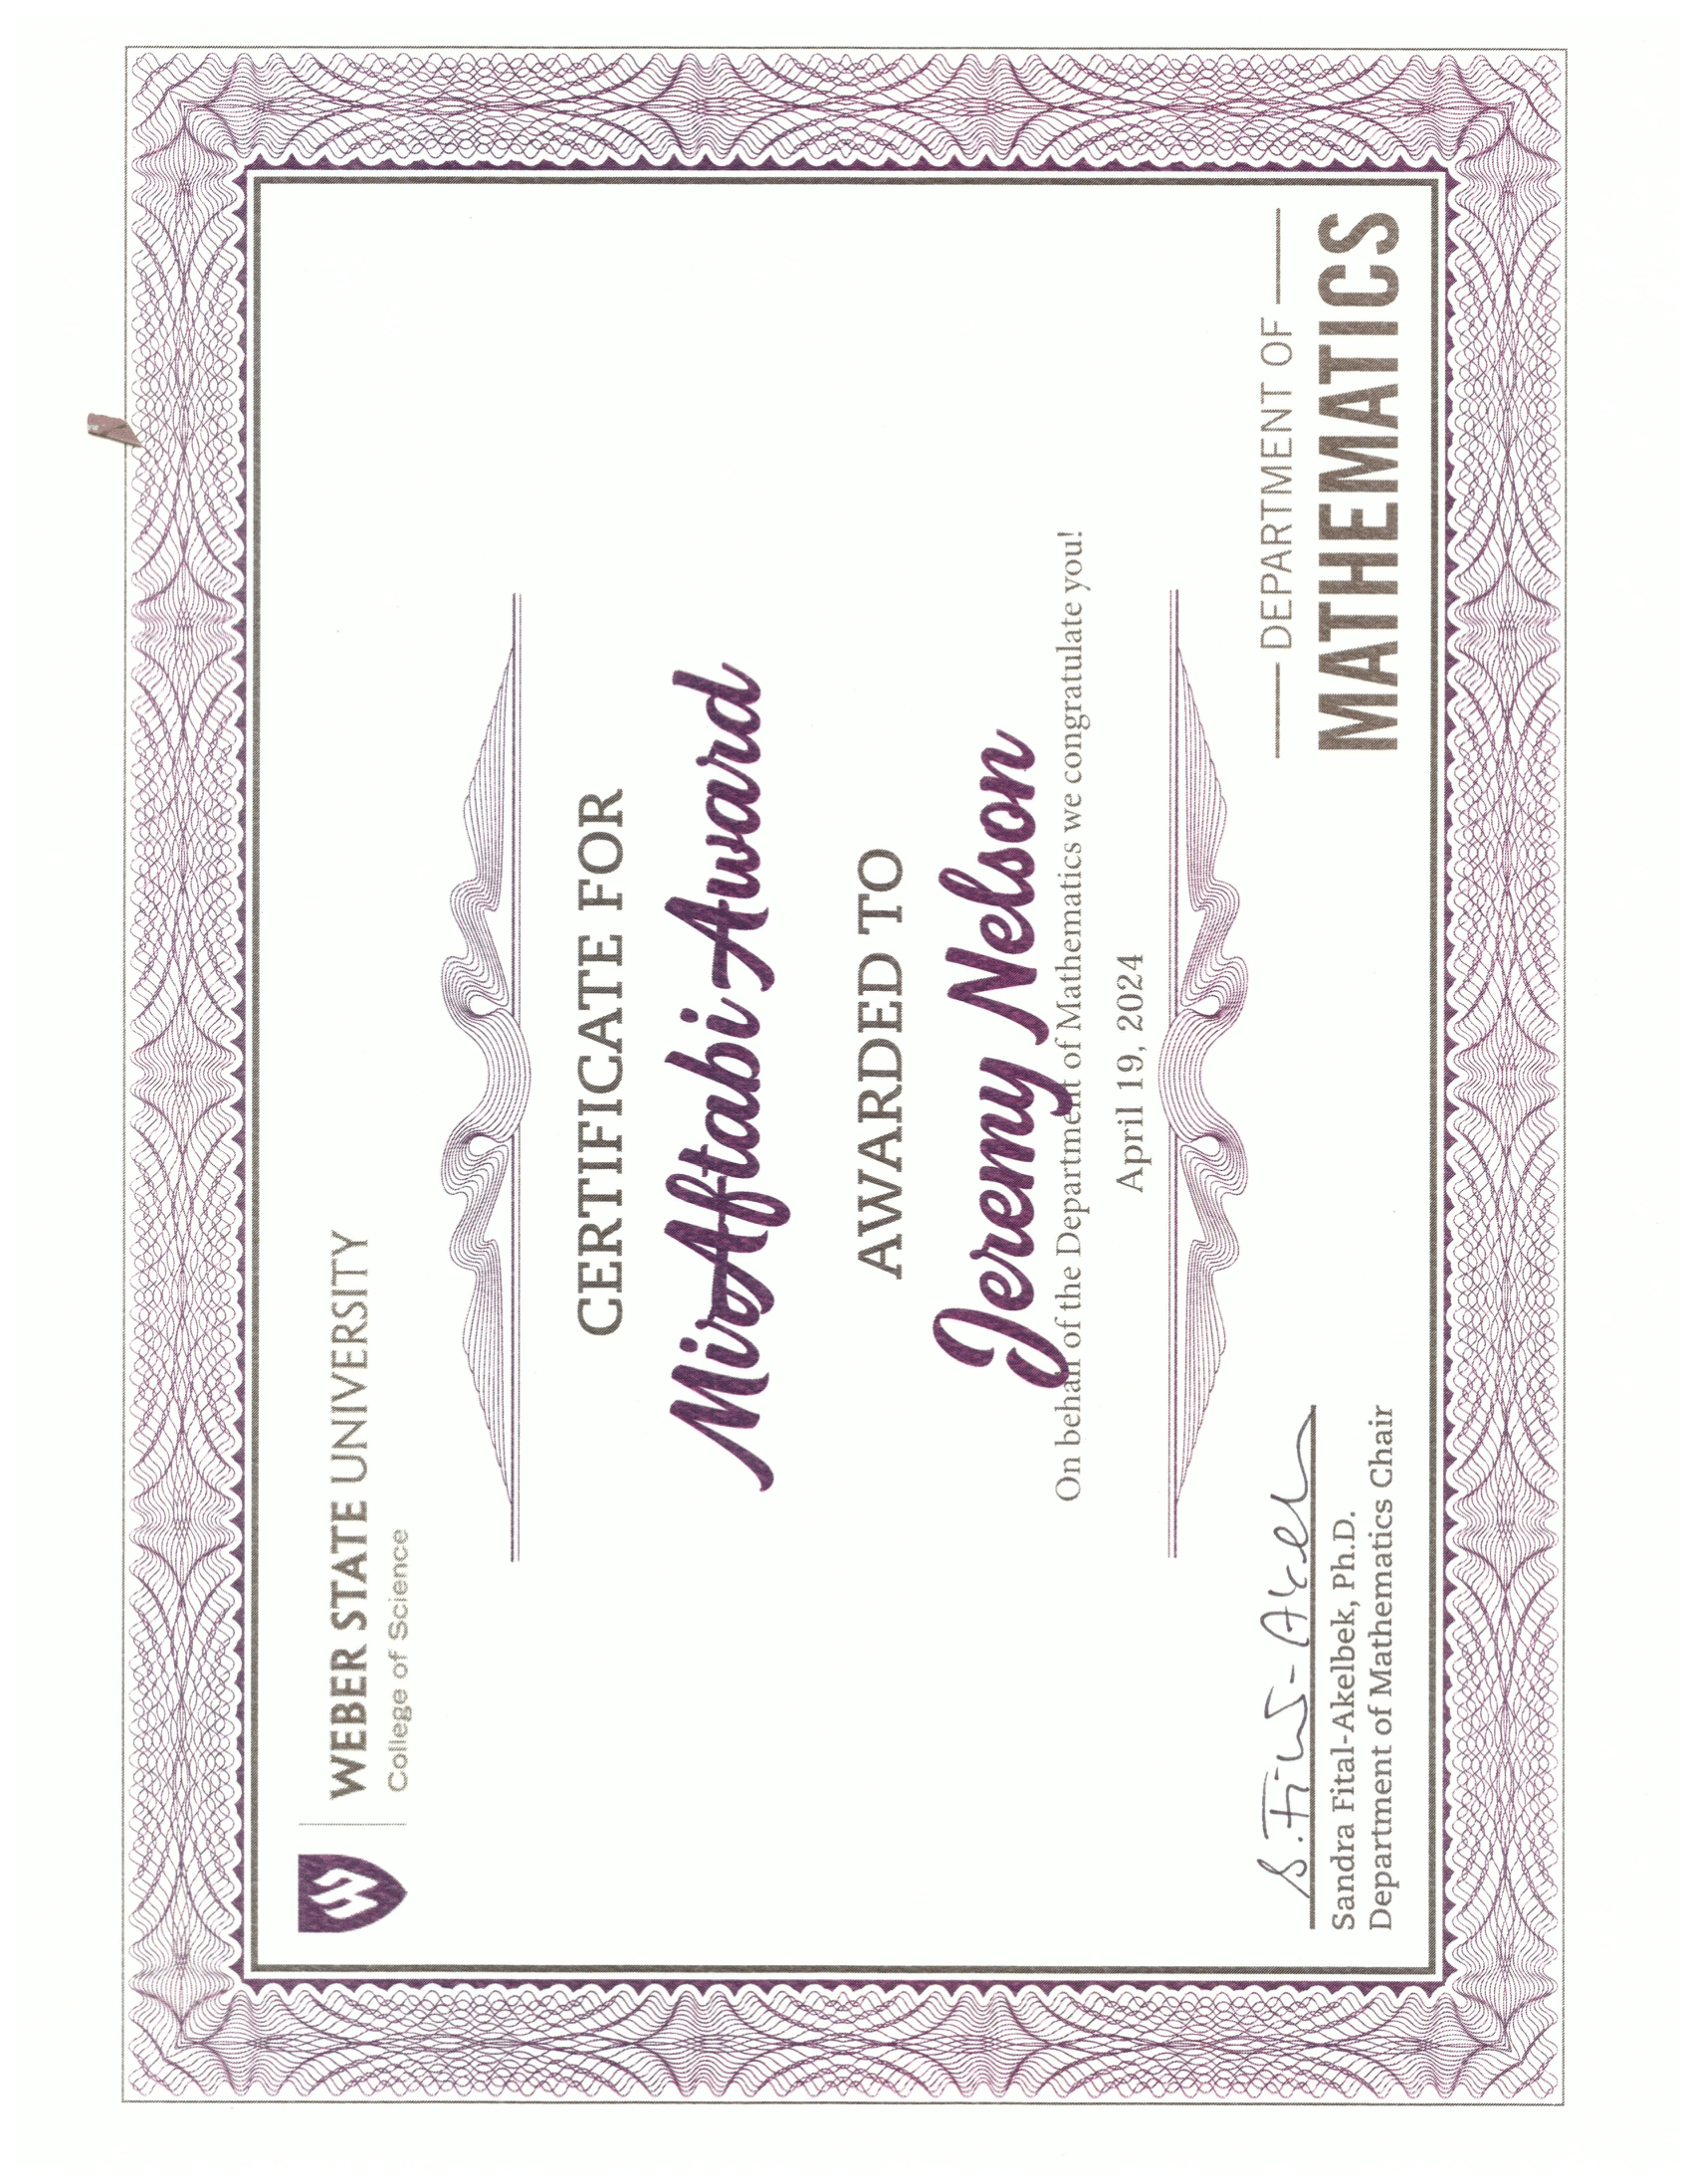 WEBER STATE UNIVERSITY
College of Science
CERTIFICATE FOR
MirAftabi Award
AWARDED TO
Jeremy Nelson
On behalf of the Department of Mathematics we congratulate you!
April 19, 2024
S. Fital-Akel
Sandra Fital-Akelbek, Ph.D.
Department of Mathematics Chair
DEPARTMENT OF
MATHEMATICS